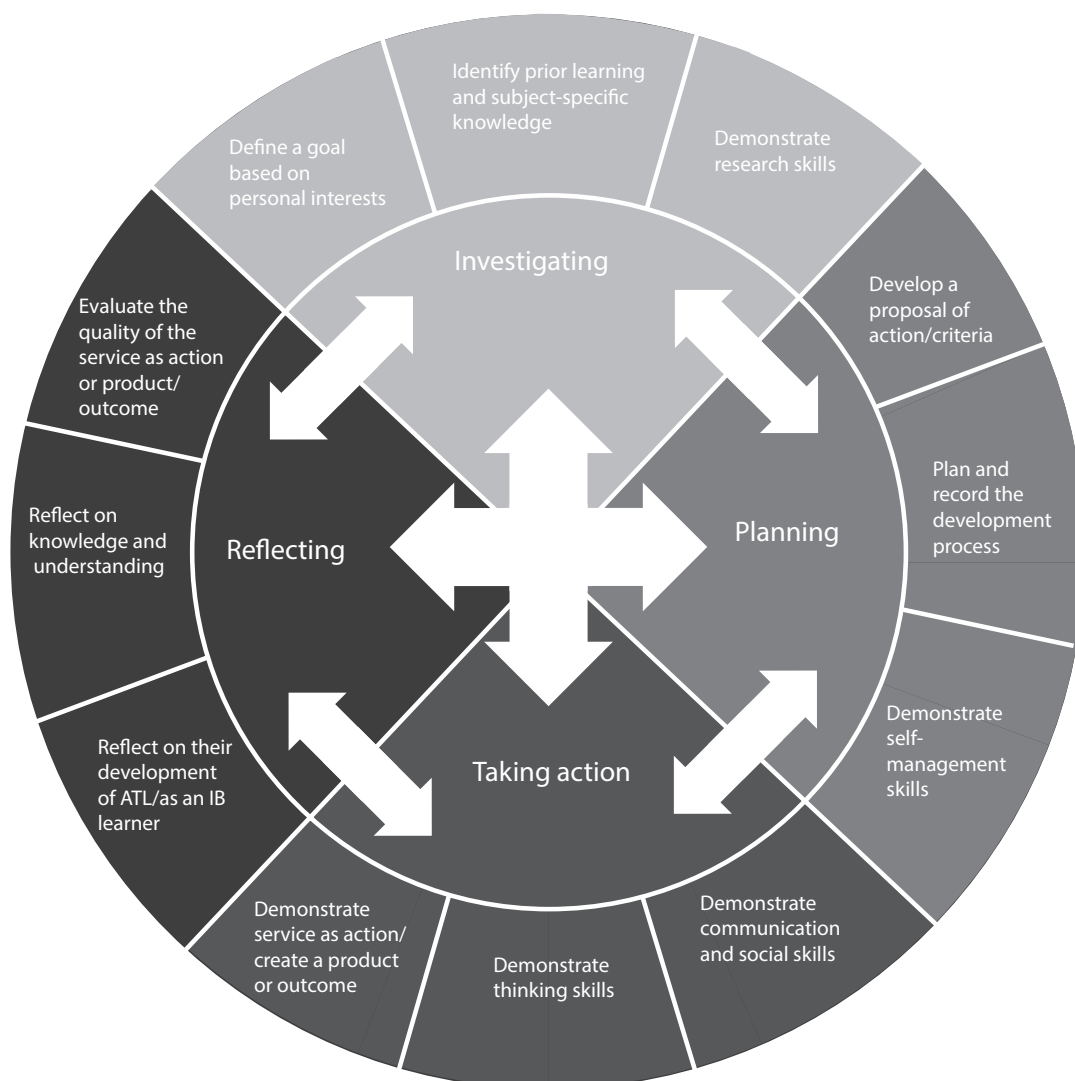 Identify prior learning
and subject-specific
knowledge
Define a goal
based on
personal interests
Demonstrate
research skills
Investigating
Develop a
proposal of
action/criteria
Plan and
record the
development
process
Demonstrate
self-
management
skills
Planning
Demonstrate
communication
and social skills
Demonstrate
thinking skills
Demonstrate
service as action/
create a product
or outcome
Taking action
Reflect on their
development
of ATL/as an IB
learner
Reflect on
knowledge and
understanding
Evaluate the
quality of the
service as action
or product/
outcome
Reflecting